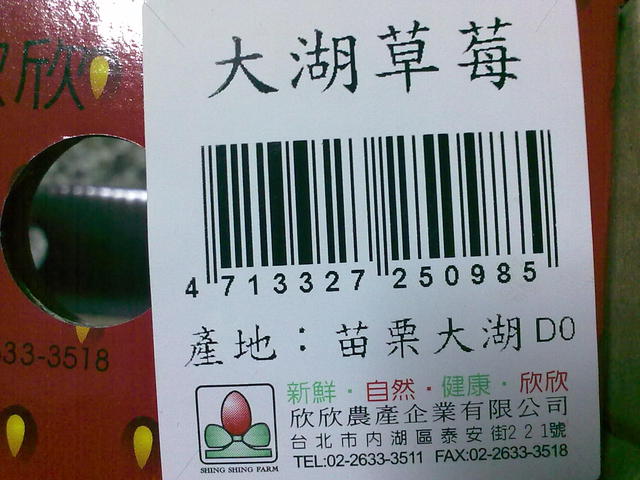 大湖草莓
欣
4 713327 250985
產地：苗栗大湖D0
33-3518
新鮮·自然·健康·欣欣
欣欣農產企業有限公司
台北市內湖區泰安街221號
TEL:02-2633-3511 FAX:02-2633-3518
SHING SHING FARM